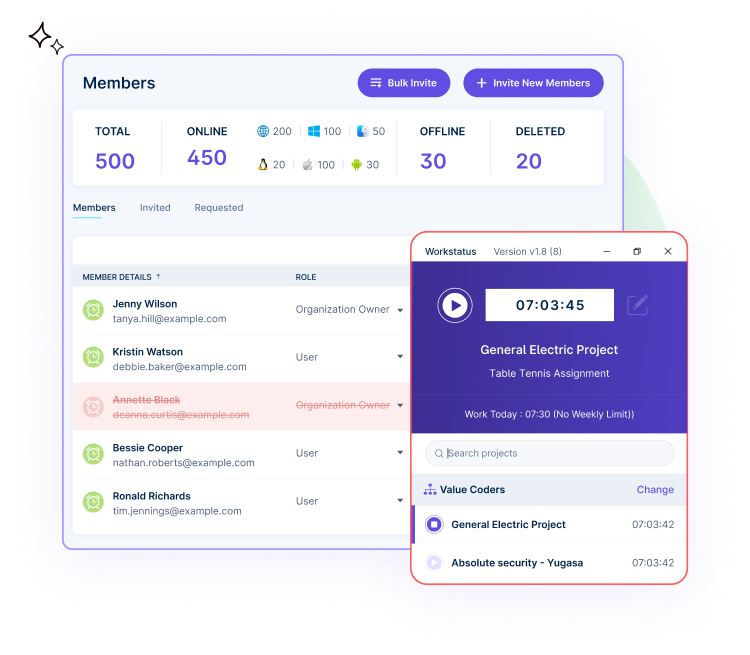 Members
Bulk Invite
Invite New Members
TOTAL
500
ONLINE
450
200
100
50
20
100
30
OFFLINE
30
DELETED
20
Members Invited Requested
MEMBER DETAILS ↑ ROLE
Jenny Wilson
tanya.hill@example.com
Organization Owner
Kristin Watson
debbie.baker@example.com
User
Annette Black
deanna.curtis@example.com
Organization Owner
Bessie Cooper
nathan.roberts@example.com
User
Ronald Richards
tim.jennings@example.com
User
Workstatus Version v1.8 (8)
07:03:45
General Electric Project
Table Tennis Assignment
Work Today : 07:30 (No Weekly Limit))
Search projects
Value Coders Change
General Electric Project 07:03:42
Absolute security - Yugasa 07:03:42